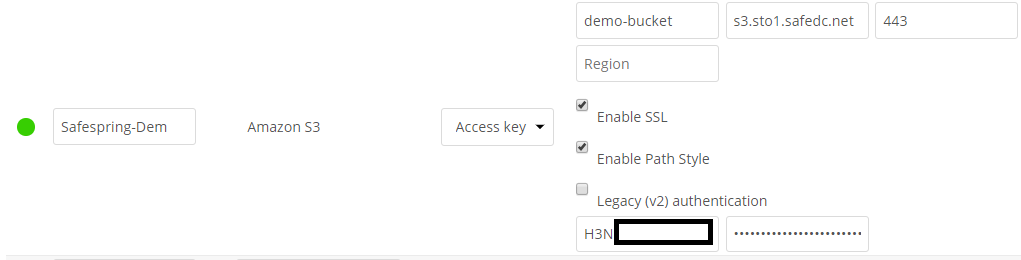 demo-bucket s3.sto1.safedc.net 443
Region
Safespring-Dem Amazon S3 Access key
Enable SSL
Enable Path Style
Legacy (v2) authentication
H3N